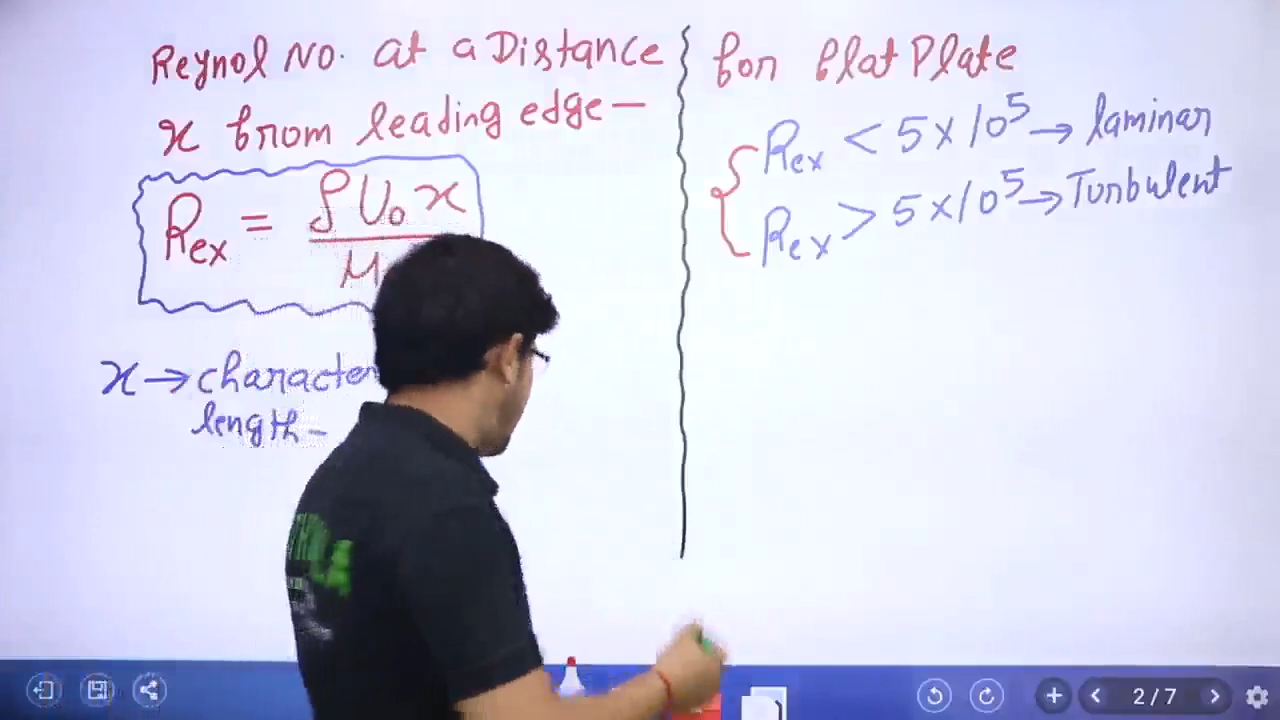 Reynol No. at a Distance
x from leading edge —
Rex = ρU₀x / μ
x → character
length -
for flat Plate
Rex < 5 x 10⁵ → laminar
Rex > 5 x 10⁵ → Turbulent
2 / 7